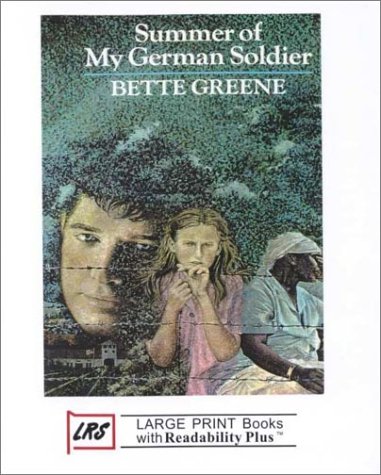 Summer of
My German Soldier
BETTE GREENE
LRS
LARGE PRINT Books
with Readability Plus™